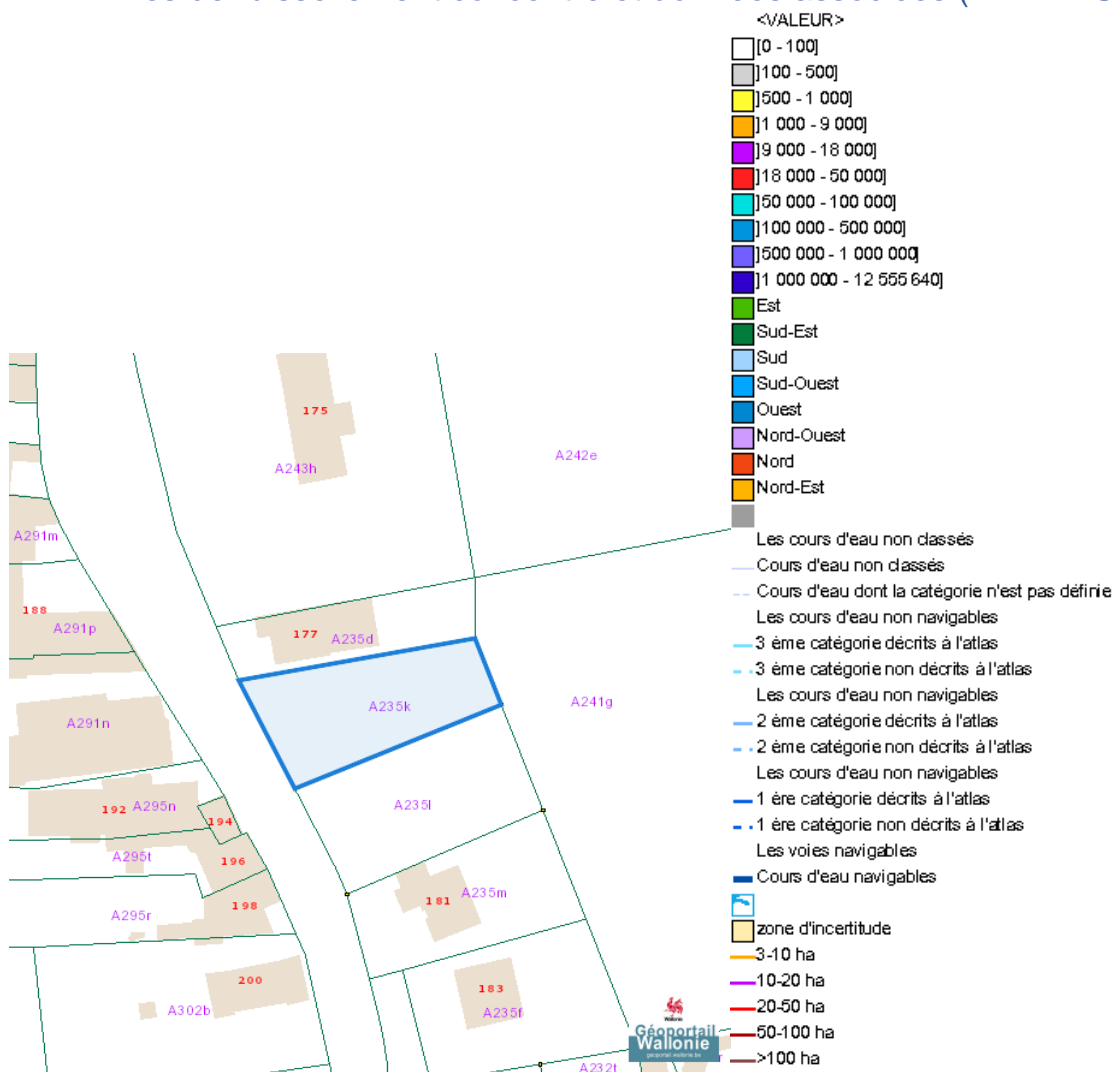 <VALEUR>
[0 - 100]
]100 - 500]
]500 - 1 000]
]1 000 - 9 000]
]9 000 - 18 000]
]18 000 - 50 000]
]50 000 - 100 000]
]100 000 - 500 000]
]500 000 - 1 000 000]
]1 000 000 - 12 555 640]
Est
Sud-Est
Sud
Sud-Ouest
Ouest
Nord-Ouest
Nord
Nord-Est
Les cours d'eau non classés
Cours d'eau non classés
Cours d'eau dont la catégorie n'est pas définie
Les cours d'eau non navigables
3 ème catégorie décrits à l'atlas
3 ème catégorie non décrits à l'atlas
Les cours d'eau non navigables
2 ème catégorie décrits à l'atlas
2 ème catégorie non décrits à l'atlas
Les cours d'eau non navigables
1 ère catégorie décrits à l'atlas
1 ère catégorie non décrits à l'atlas
Les voies navigables
Cours d'eau navigables
zone d'incertitude
3-10 ha
10-20 ha
20-50 ha
50-100 ha
>100 ha
175
A243h
A242e
A291m
188
A291p
177
A235d
A235k
A241g
A291n
192
A295n
194
A235l
A295t
196
181
A235m
A295r
198
200
A302b
183
A235f
A232t
Wallonie
Géoportail
Wallonie
geoportail.wallonie.be